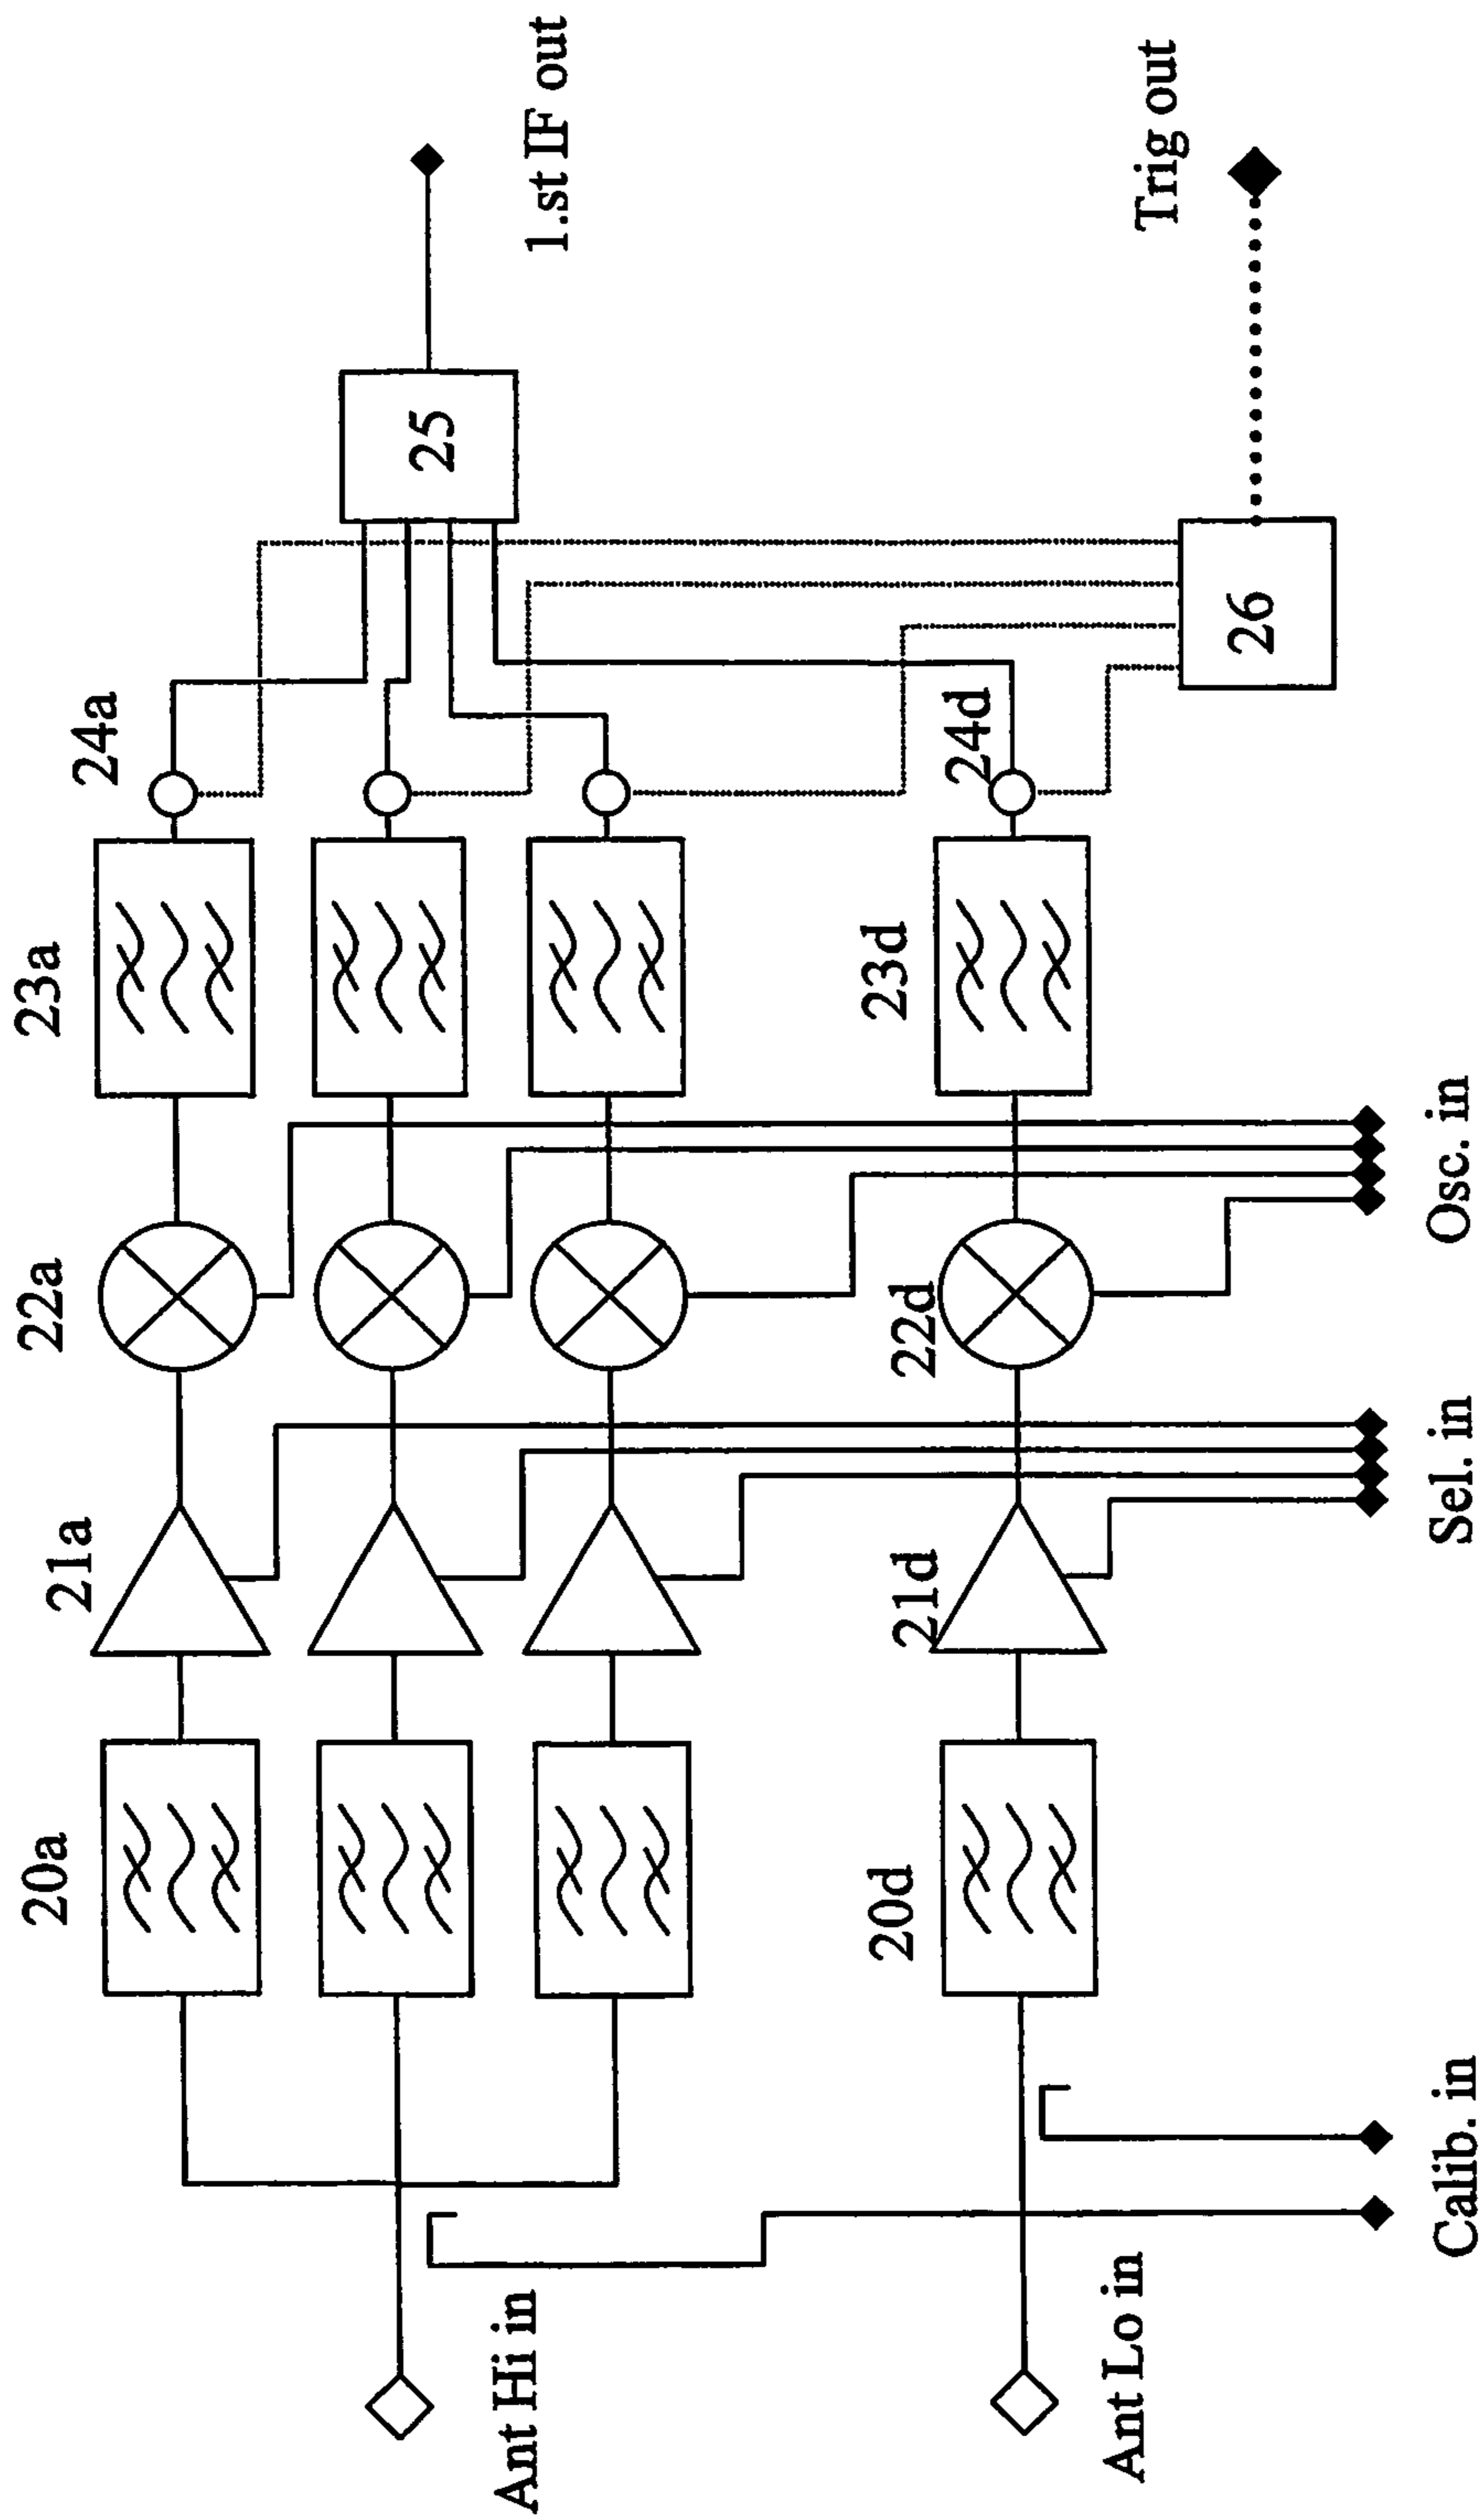 20a
21a
22a
23a
24a
25
1.st IF out
Ant Hi in
20d
21d
22d
23d
24d
26
Trig out
Ant Lo in
Calib. in
Sel. in
Osc. in